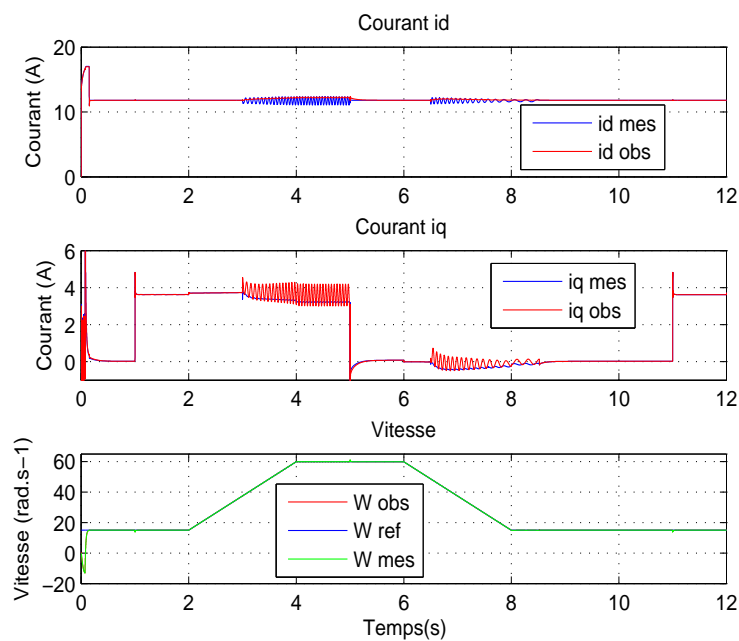 Courant id
Courant (A)
20
10
0
id mes
id obs
0 2 4 6 8 10 12
Courant iq
Courant (A)
6
4
2
0
iq mes
iq obs
0 2 4 6 8 10 12
Vitesse
Vitesse (rad.s−1)
60
40
20
0
−20
W obs
W ref
W mes
0 2 4 6 8 10 12
Temps(s)